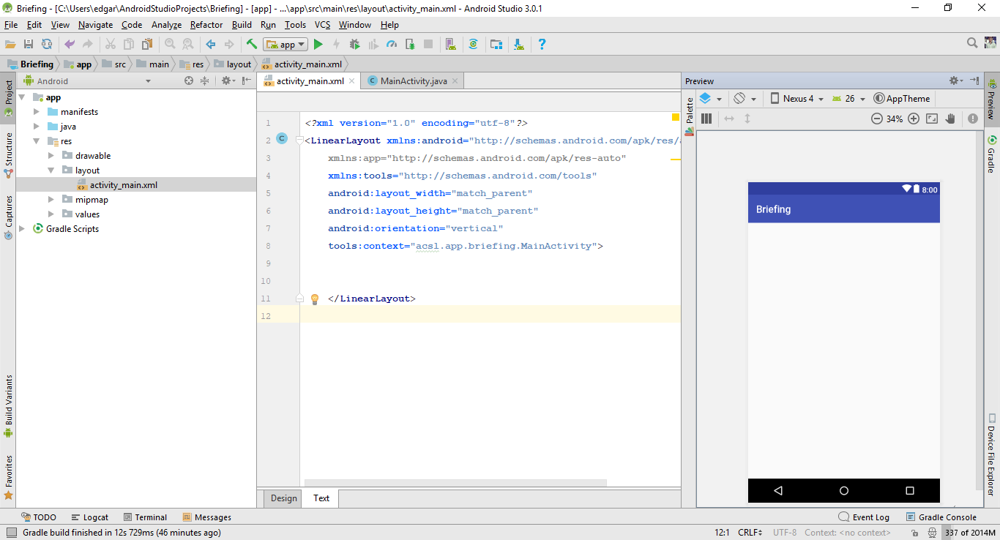 Briefing - [C:\Users\edgar\AndroidStudioProjects\Briefing] - [app] - ...\app\src\main\res\layout\activity_main.xml - Android Studio 3.0.1
File Edit View Navigate Code Analyze Refactor Build Run Tools VCS Window Help
app
Briefing app src main res layout activity_main.xml
Project
Structure
Captures
Build Variants
Favorites
Android
app
manifests
java
res
drawable
layout
activity_main.xml
mipmap
values
Gradle Scripts
activity_main.xml MainActivity.java
1 <?xml version="1.0" encoding="utf-8"?>
2 <LinearLayout xmlns:android="http://schemas.android.com/apk/res/
3 xmlns:app="http://schemas.android.com/apk/res-auto"
4 xmlns:tools="http://schemas.android.com/tools"
5 android:layout_width="match_parent"
6 android:layout_height="match_parent"
7 android:orientation="vertical"
8 tools:context="acsl.app.briefing.MainActivity">
9
10
11 </LinearLayout>
12
Design Text
Preview
Palette
Nexus 4 26 AppTheme
34%
8:00
Briefing
Preview
Gradle
Device File Explorer
TODO Logcat Terminal Messages Event Log Gradle Console
Gradle build finished in 12s 729ms (46 minutes ago) 12:1 CRLF UTF-8 Context: <no context> 337 of 2014M